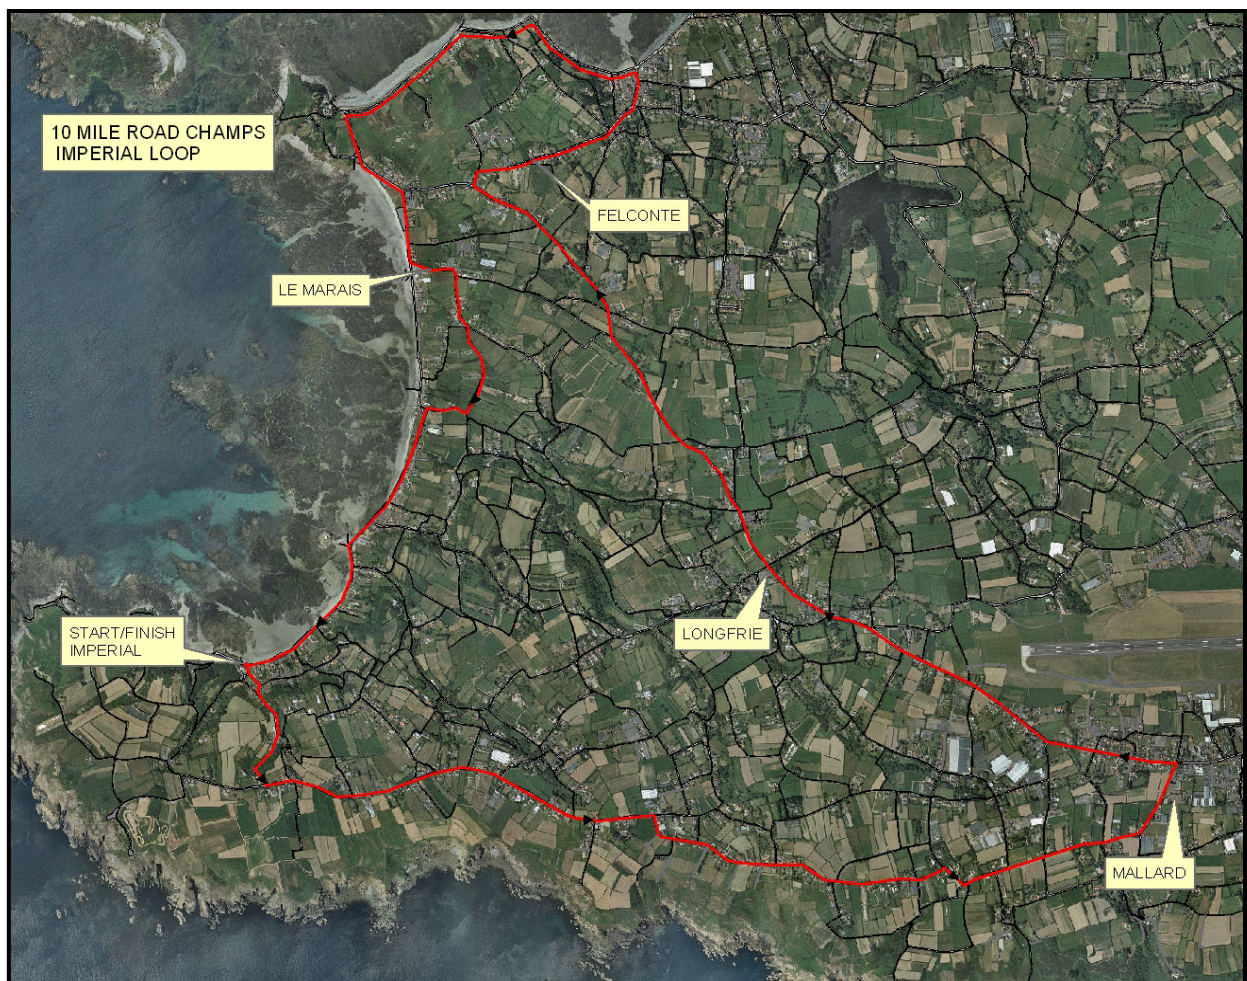 10 MILE ROAD CHAMPS
IMPERIAL LOOP
FELCONTE
LE MARAIS
START/FINISH
IMPERIAL
LONGFRIE
MALLARD